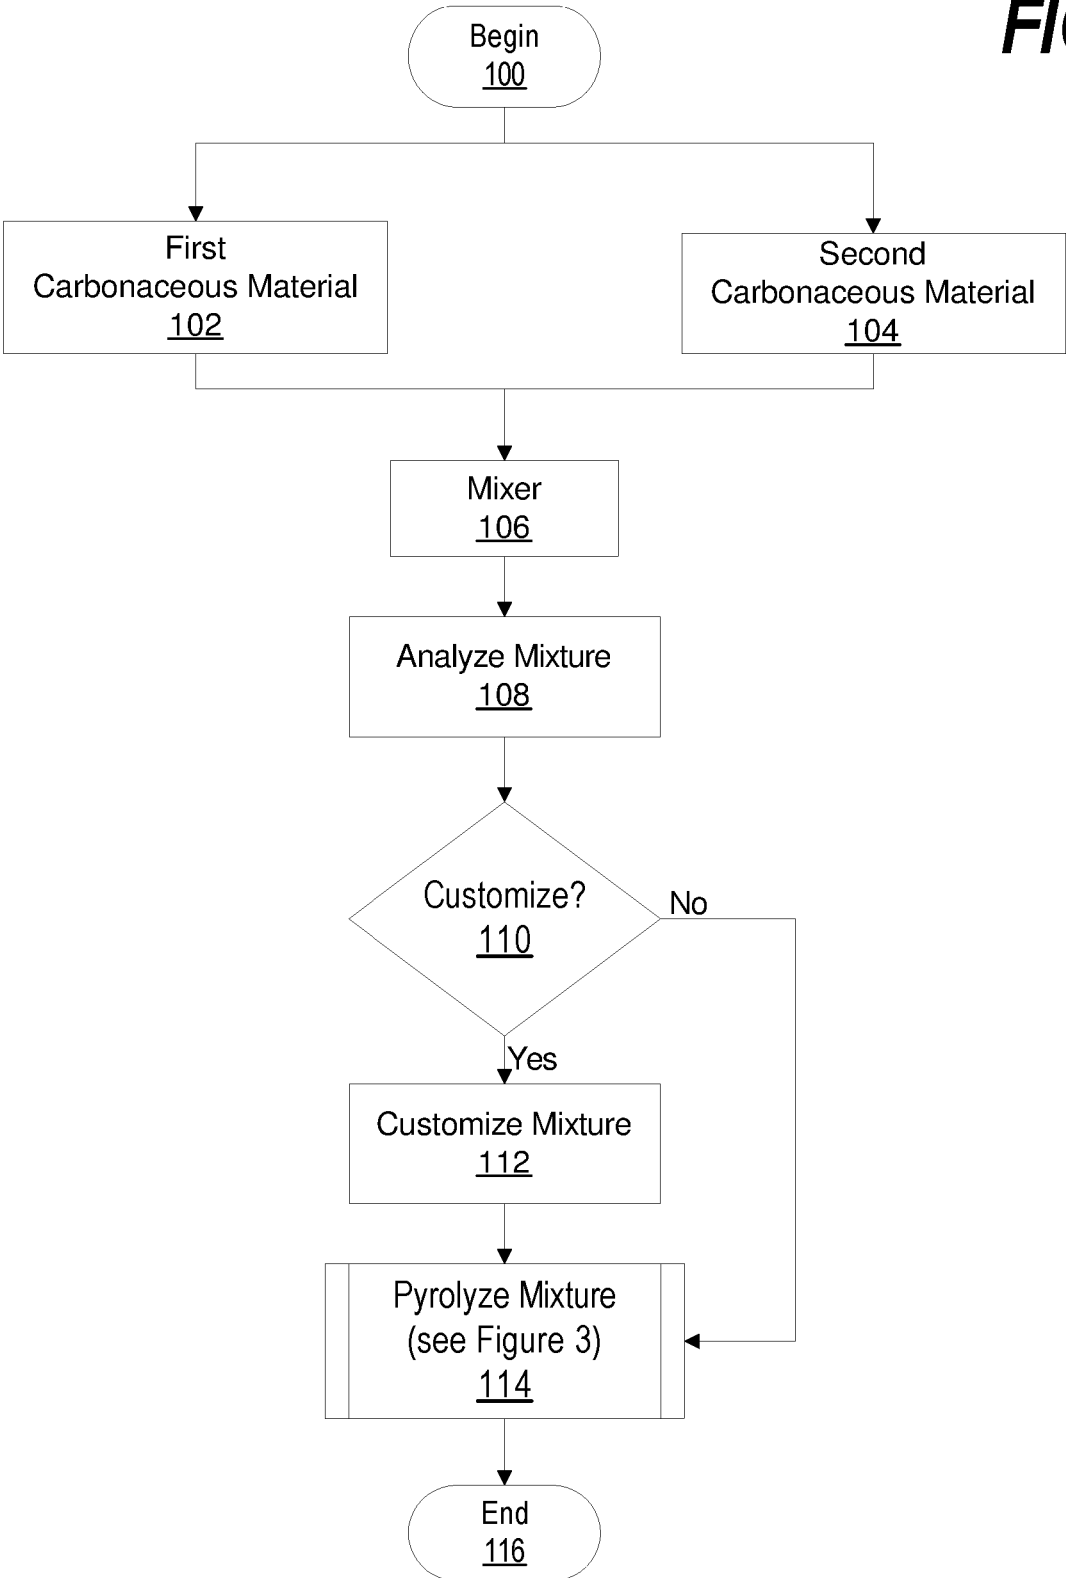 Begin
100
First
Carbonaceous Material
102
Second
Carbonaceous Material
104
Mixer
106
Analyze Mixture
108
Customize?
110
No
Yes
Customize Mixture
112
Pyrolyze Mixture
(see Figure 3)
114
End
116